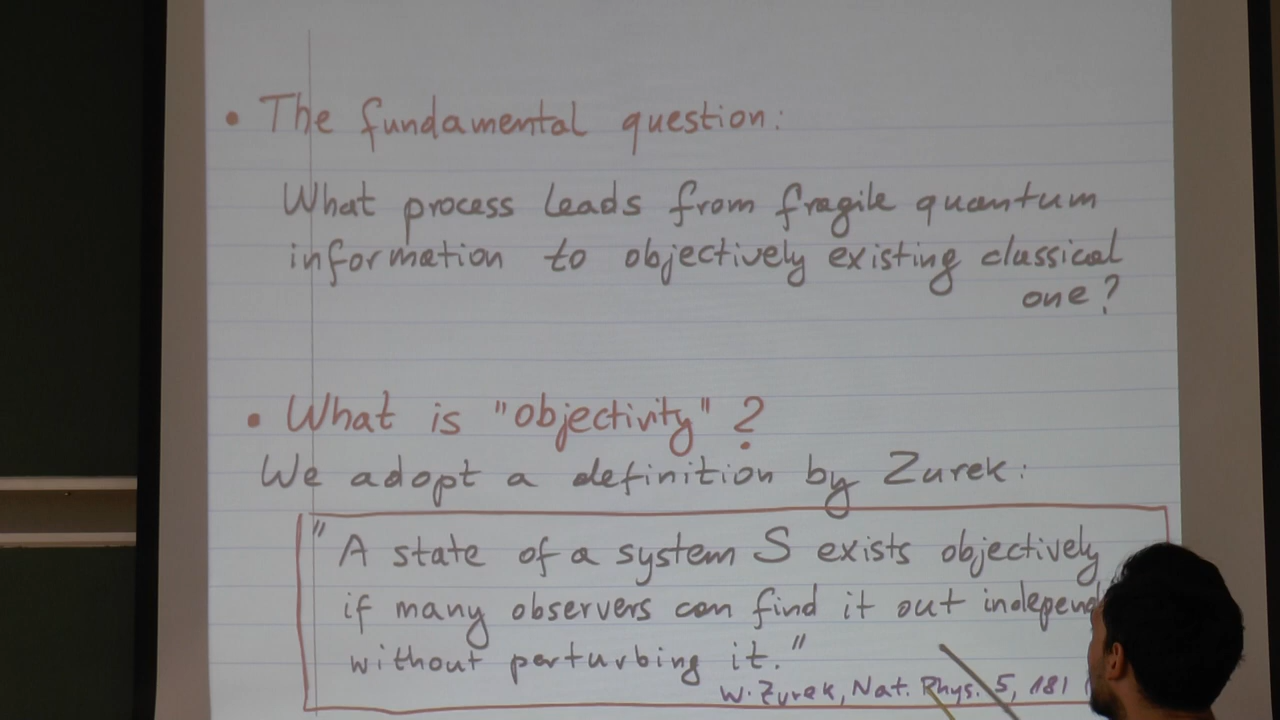 • The fundamental question:
What process leads from fragile quantum
information to objectively existing classical
one?
• What is "objectivity"?
We adopt a definition by Zurek:
"A state of a system S exists objectively
if many observers can find it out
without perturbing it."
W. Zurek, Nat. Phys. 5, 181